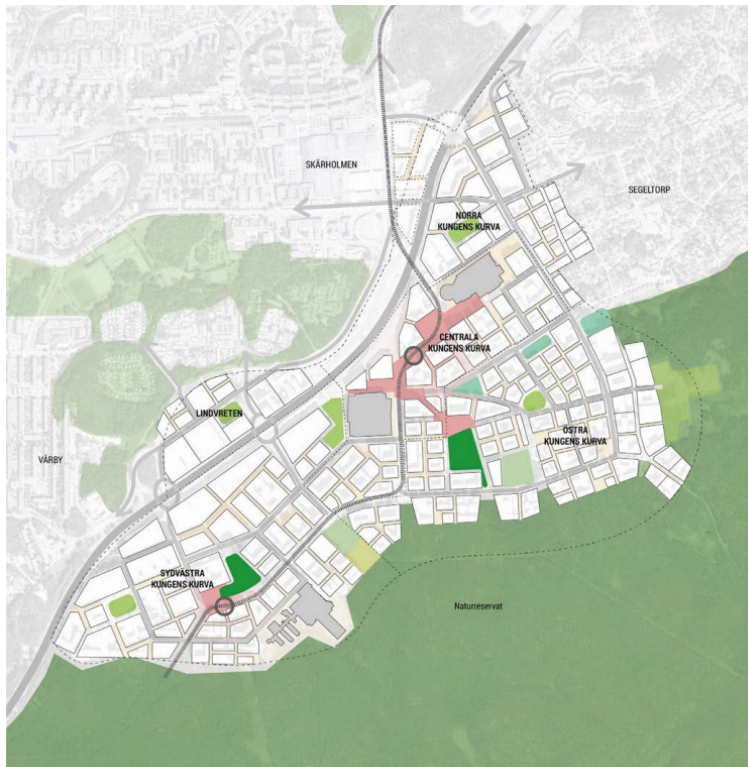 SKÄRHOLMEN
SEGELTORP
NORRA
KUNGENS KURVA
CENTRALA
KUNGENS KURVA
LINDVRETEN
ÖSTRA
KUNGENS KURVA
VÅRBY
SYDVÄSTRA
KUNGENS KURVA
Naturreservat